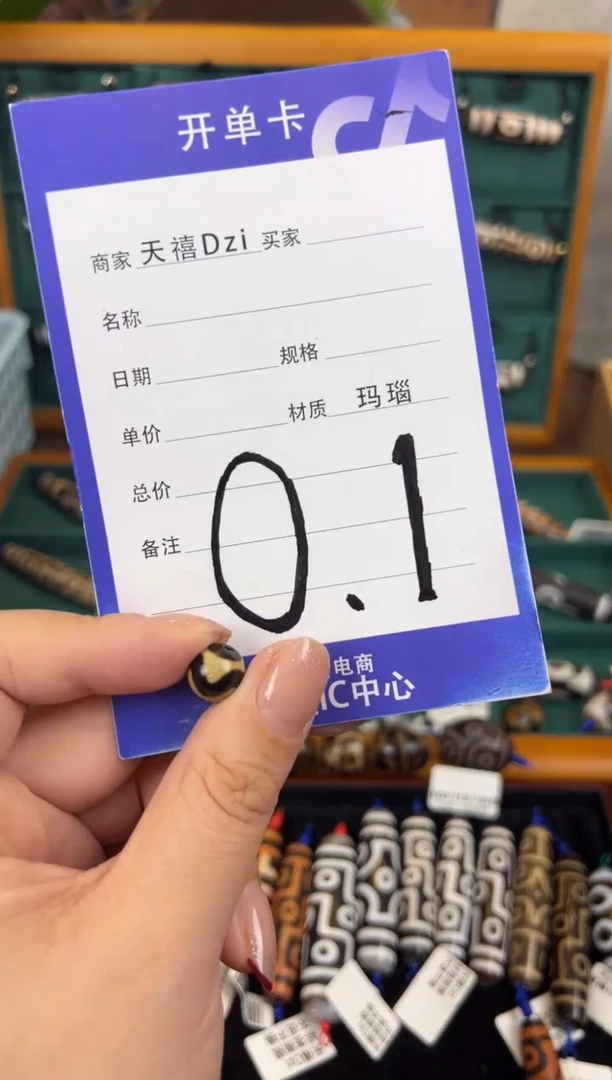 开单卡
商家 天禧Dzi 买家
名称
日期 规格
单价 材质 玛瑙
总价
备注
0.1
电商
IC中心